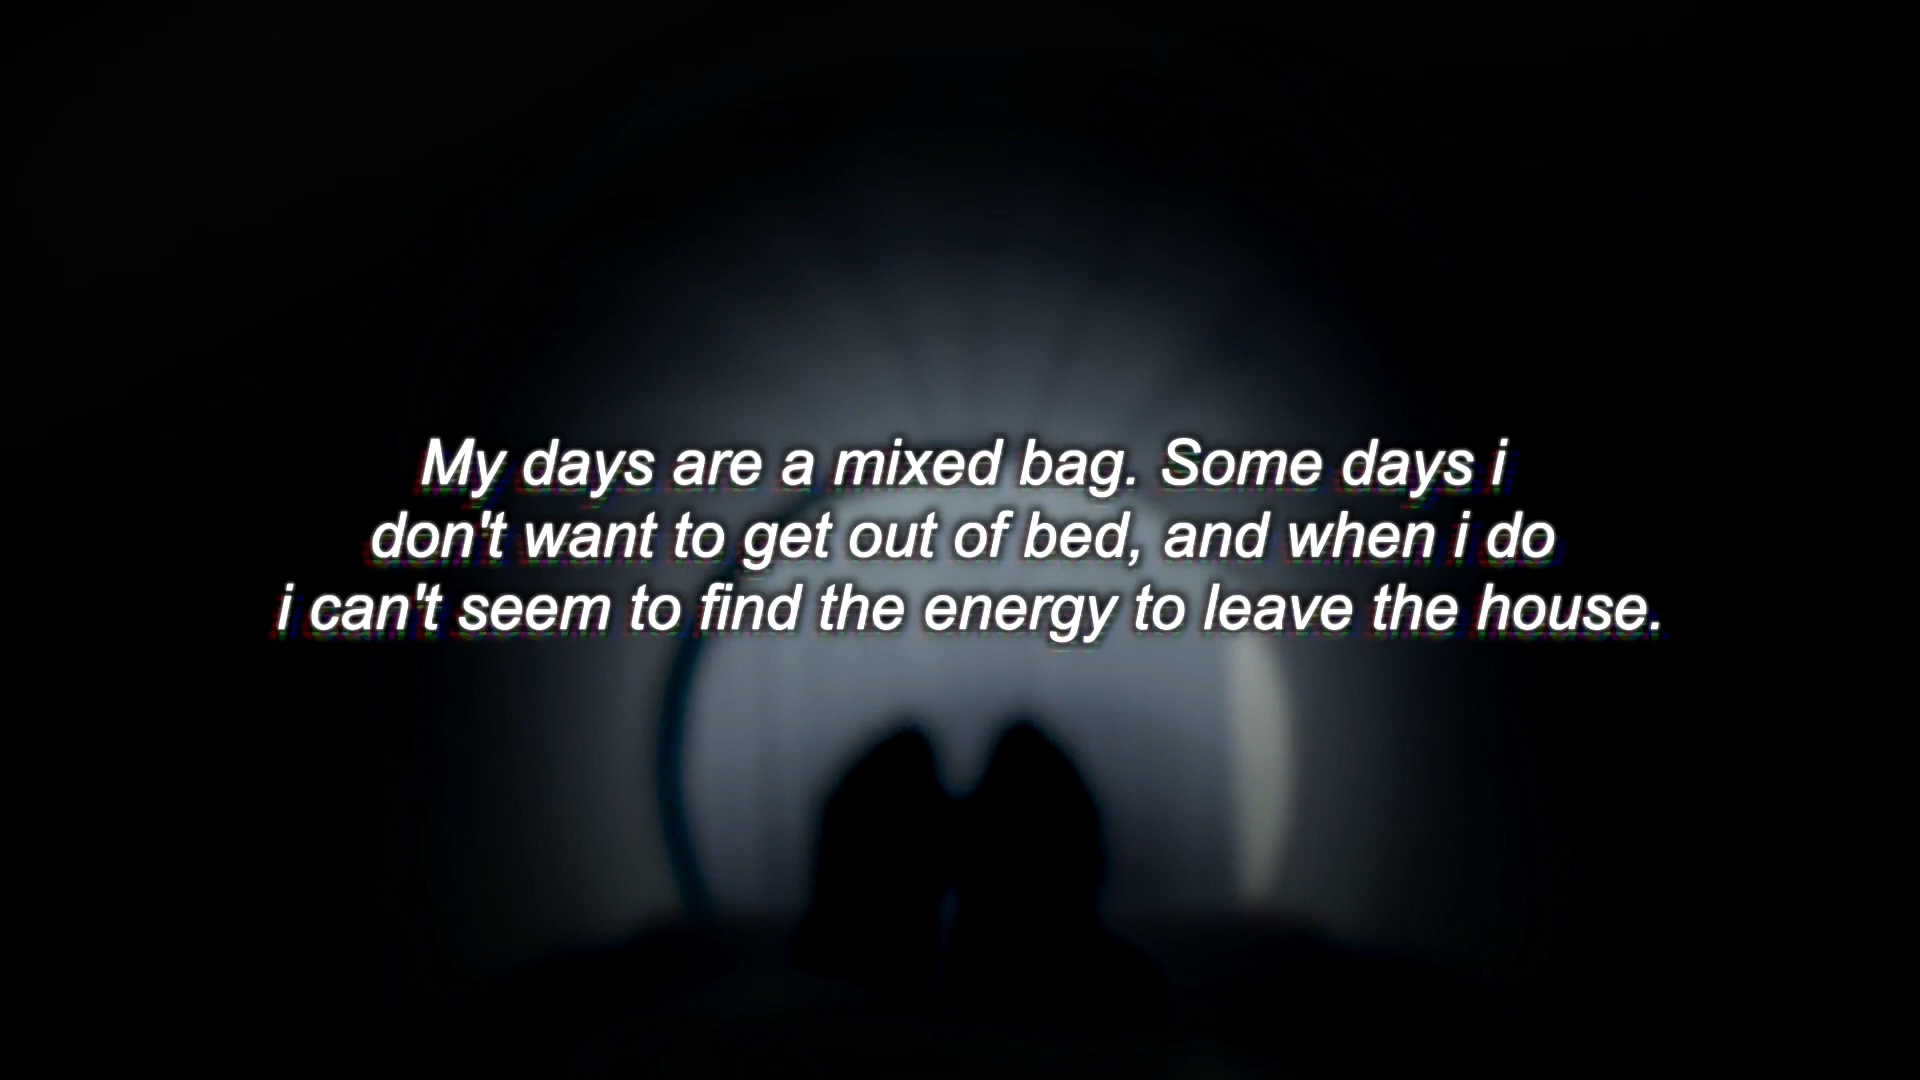 My days are a mixed bag. Some days i
don't want to get out of bed, and when i do
i can't seem to find the energy to leave the house.